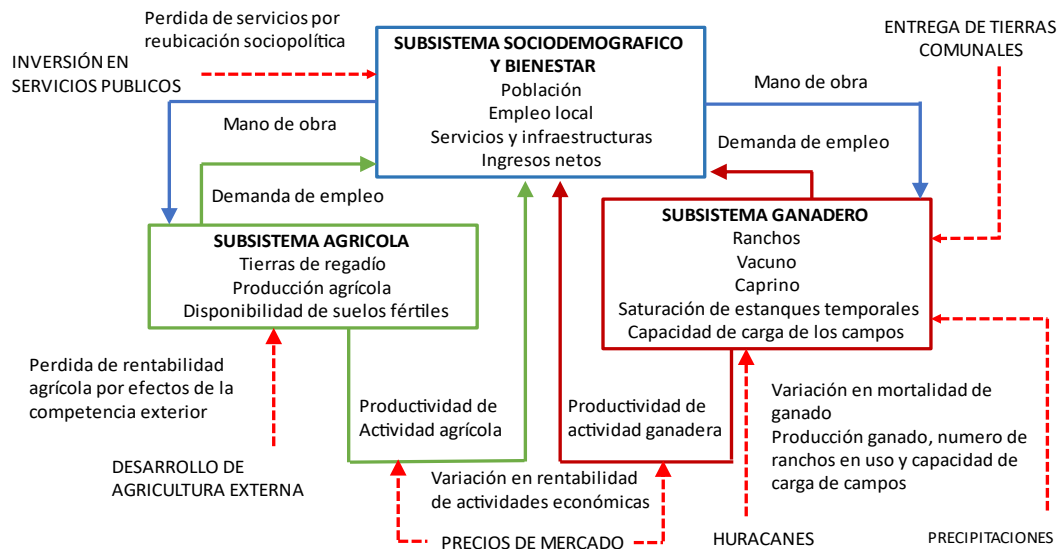 Perdida de servicios por
reubicación sociopolítica
INVERSIÓN EN
SERVICIOS PUBLICOS
SUBSISTEMA SOCIODEMOGRAFICO
Y BIENESTAR
Población
Empleo local
Servicios y infraestructuras
Ingresos netos
ENTREGA DE TIERRAS
COMUNALES
Mano de obra
Mano de obra
Demanda de empleo
Demanda de empleo
SUBSISTEMA AGRICOLA
Tierras de regadío
Producción agrícola
Disponibilidad de suelos fértiles
SUBSISTEMA GANADERO
Ranchos
Vacuno
Caprino
Saturación de estanques temporales
Capacidad de carga de los campos
Perdida de rentabilidad
agrícola por efectos de la
competencia exterior
Productividad de
Actividad agrícola
Productividad de
actividad ganadera
Variación en mortalidad de
ganado
Producción ganado, numero de
ranchos en uso y capacidad de
carga de campos
DESARROLLO DE
AGRICULTURA EXTERNA
Variación en rentabilidad
de actividades económicas
PRECIOS DE MERCADO
HURACANES
PRECIPITACIONES